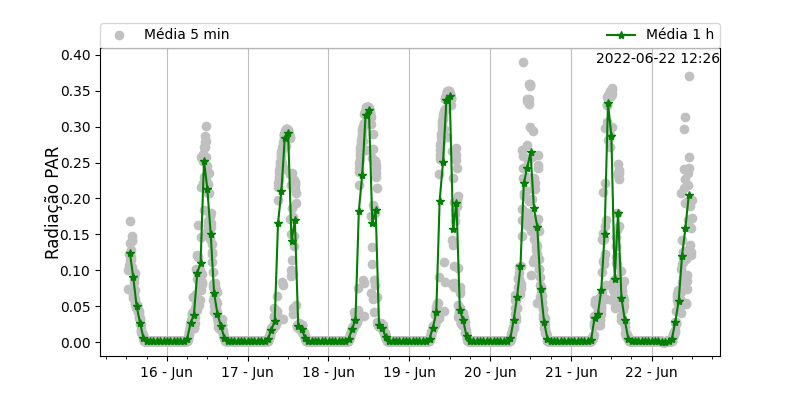 Média 5 min
Média 1 h
2022-06-22 12:26
Radiação PAR
0.40
0.35
0.30
0.25
0.20
0.15
0.10
0.05
0.00
16 - Jun
17 - Jun
18 - Jun
19 - Jun
20 - Jun
21 - Jun
22 - Jun